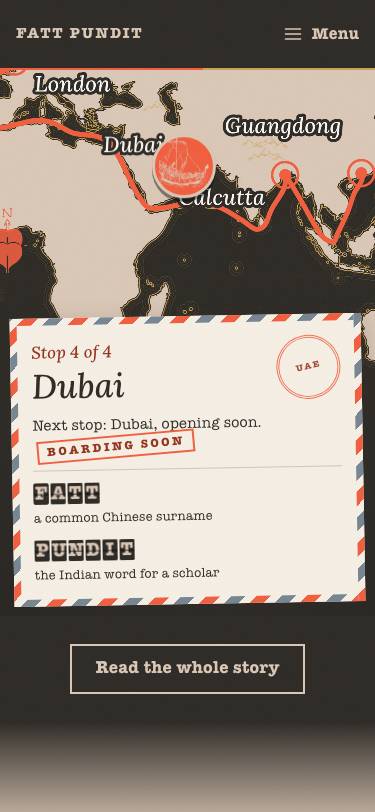 FATT PUNDIT
Menu
London
Guangdong
Dubai
Calcutta
N
Stop 4 of 4
UAE
Dubai
Next stop: Dubai, opening soon.
BOARDING SOON
FATT
a common Chinese surname
PUNDIT
the Indian word for a scholar
Read the whole story